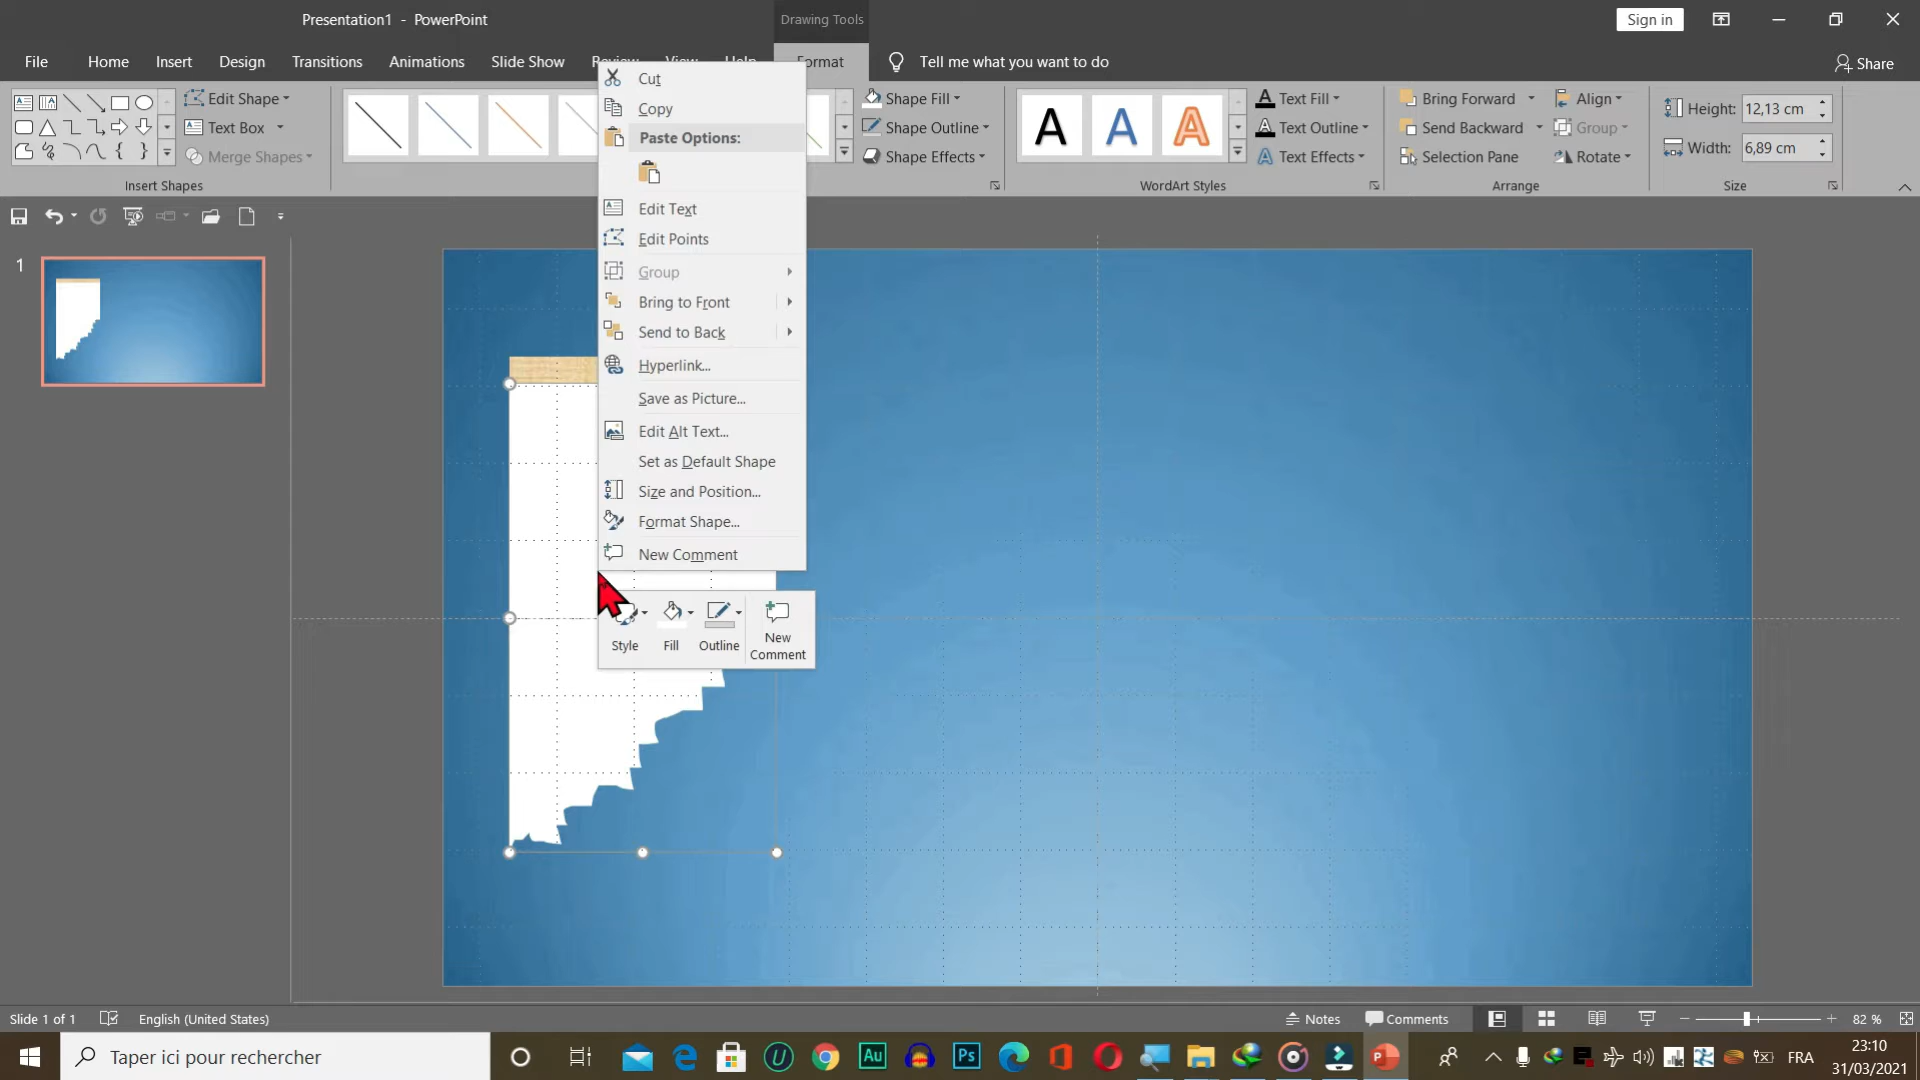 Presentation1 - PowerPoint
Drawing Tools
Sign in
File
Home
Insert
Design
Transitions
Animations
Slide Show
Help
Format
Tell me what you want to do
Share
Edit Shape
Text Box
Merge Shapes
Insert Shapes
Shape Fill
Shape Outline
Shape Effects
A A A
Text Fill
Text Outline
Text Effects
WordArt Styles
Bring Forward
Send Backward
Selection Pane
Align
Group
Rotate
Arrange
Height: 12,13 cm
Width: 6,89 cm
Size
Cut
Copy
Paste Options:
Edit Text
Edit Points
Group
Bring to Front
Send to Back
Hyperlink...
Save as Picture...
Edit Alt Text...
Set as Default Shape
Size and Position...
Format Shape...
New Comment
Style
Fill
Outline
New
Comment
1
Slide 1 of 1
English (United States)
Notes
Comments
82 %
Taper ici pour rechercher
Au
Ps
FRA
23:10
31/03/2021